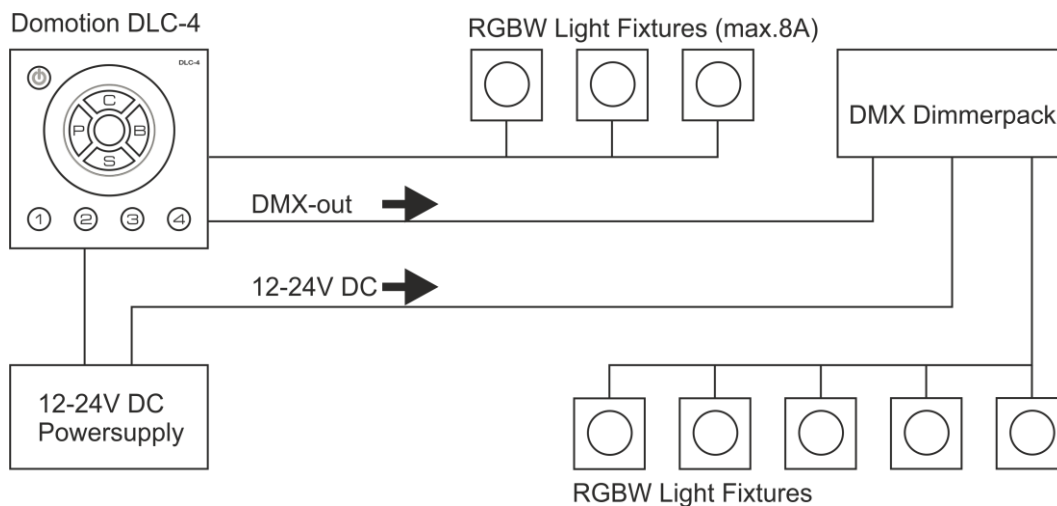 Domotion DLC-4
RGBW Light Fixtures (max.8A)
DLC-4
C
P
B
S
DMX Dimmerpack
1
2
3
4
DMX-out
12-24V DC
12-24V DC
Powersupply
RGBW Light Fixtures